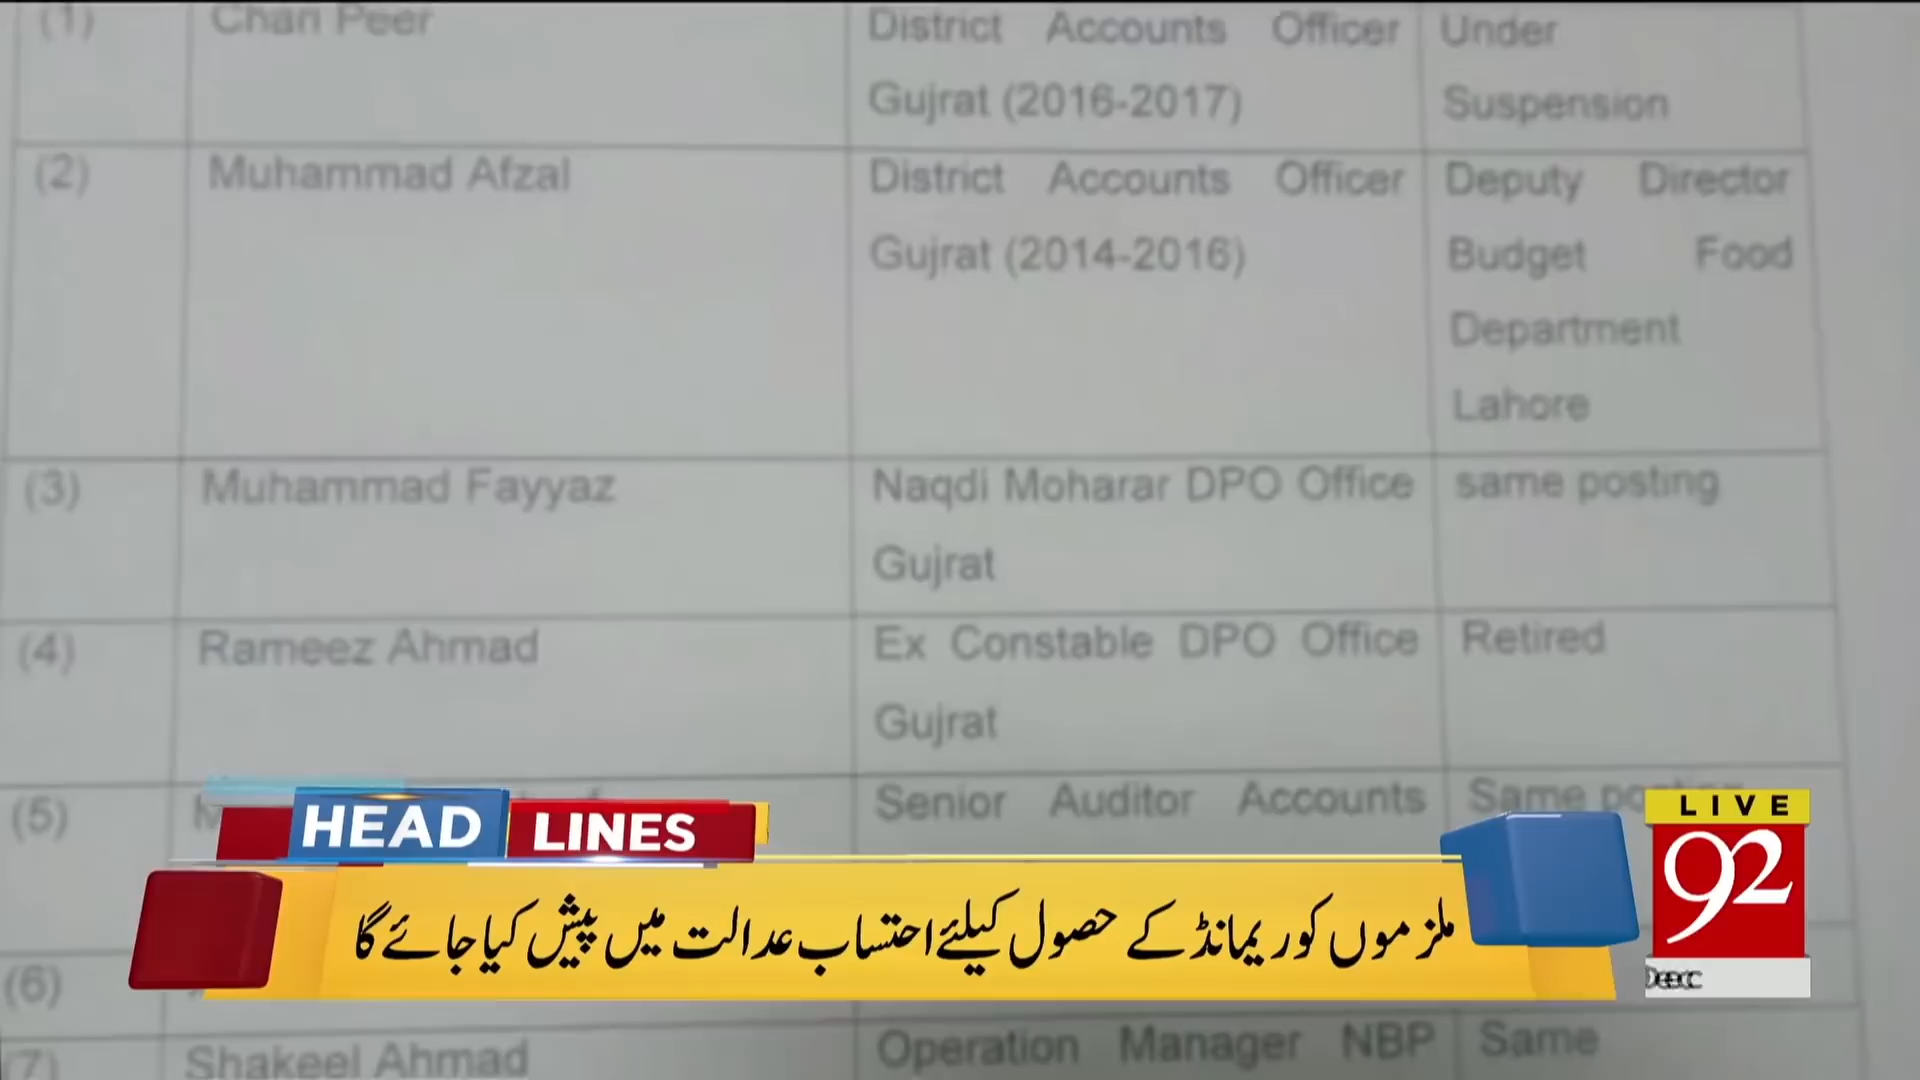 (1) Chan Peer District Accounts Officer Under
Gujrat (2016-2017) Suspension
(2) Muhammad Afzal District Accounts Officer Deputy Director
Gujrat (2014-2016) Budget Food
Department
Lahore
(3) Muhammad Fayyaz Naqdi Moharar DPO Office same posting
Gujrat
(4) Rameez Ahmad Ex Constable DPO Office Retired
Gujrat
(5) Senior Auditor Accounts Same posting
HEAD LINES
LIVE
92
ملزموں کو ریمانڈ کے حصول کیلئے احتساب عدالت میں پیش کیا جائے گا
(6)
(7) Shakeel Ahmad Operation Manager NBP Same